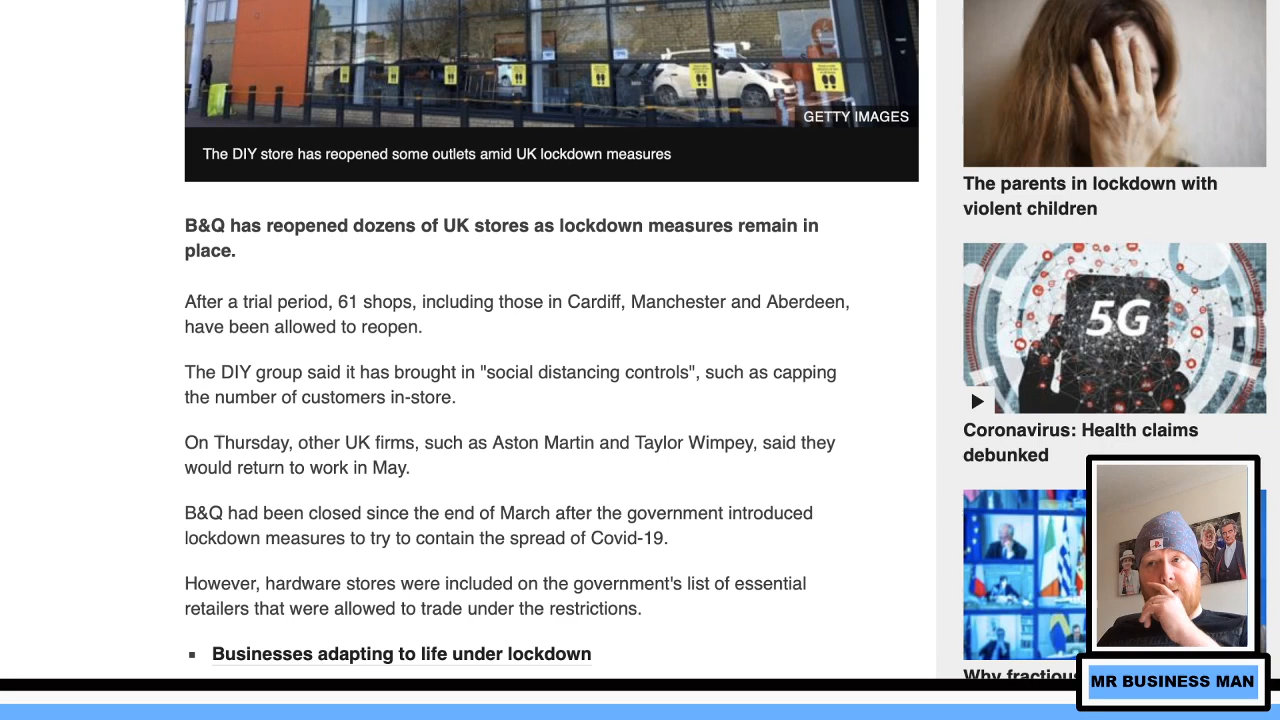 GETTY IMAGES
The DIY store has reopened some outlets amid UK lockdown measures
B&Q has reopened dozens of UK stores as lockdown measures remain in
place.
After a trial period, 61 shops, including those in Cardiff, Manchester and Aberdeen,
have been allowed to reopen.
The DIY group said it has brought in "social distancing controls", such as capping
the number of customers in-store.
On Thursday, other UK firms, such as Aston Martin and Taylor Wimpey, said they
would return to work in May.
B&Q had been closed since the end of March after the government introduced
lockdown measures to try to contain the spread of Covid-19.
However, hardware stores were included on the government's list of essential
retailers that were allowed to trade under the restrictions.
Businesses adapting to life under lockdown
The parents in lockdown with
violent children
5G
Coronavirus: Health claims
debunked
Why fractious
MR BUSINESS MAN